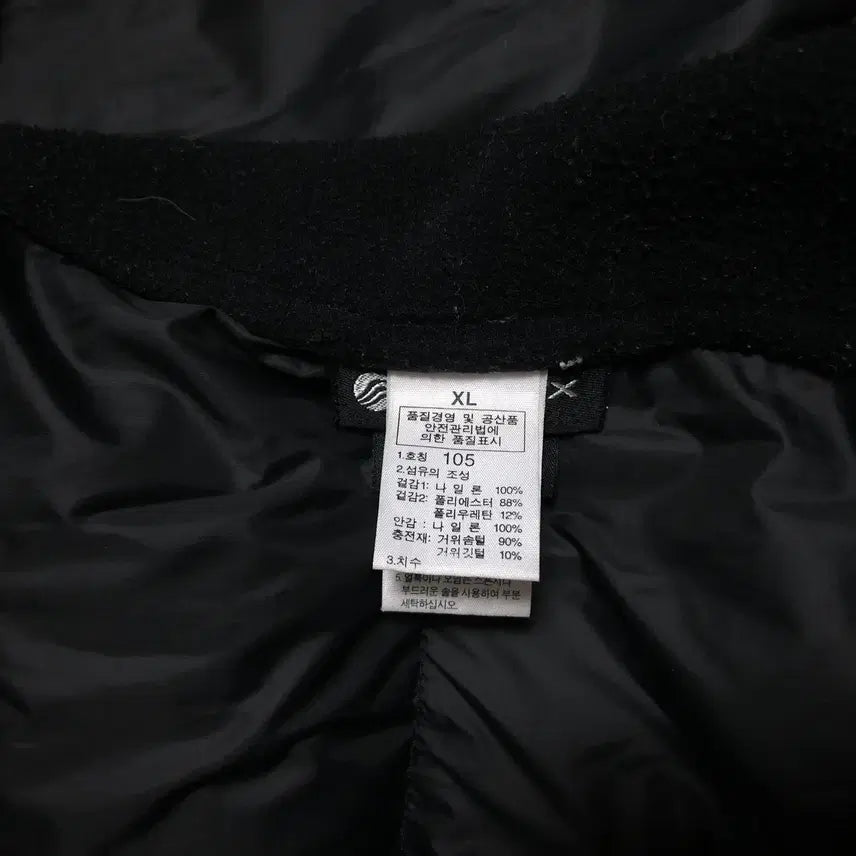 XL
품질경영 및 공산품
안전관리법에
의한 품질표시
1.호칭 105
2.섬유의 조성
겉감1: 나 일 론 100%
겉감2: 폴리에스터 88%
폴리우레탄 12%
안감 : 나 일 론 100%
충전재: 거위솜털 90%
거위깃털 10%
3.치수
부드러운 솔을 사용하여 부분
세탁하십시오.
X